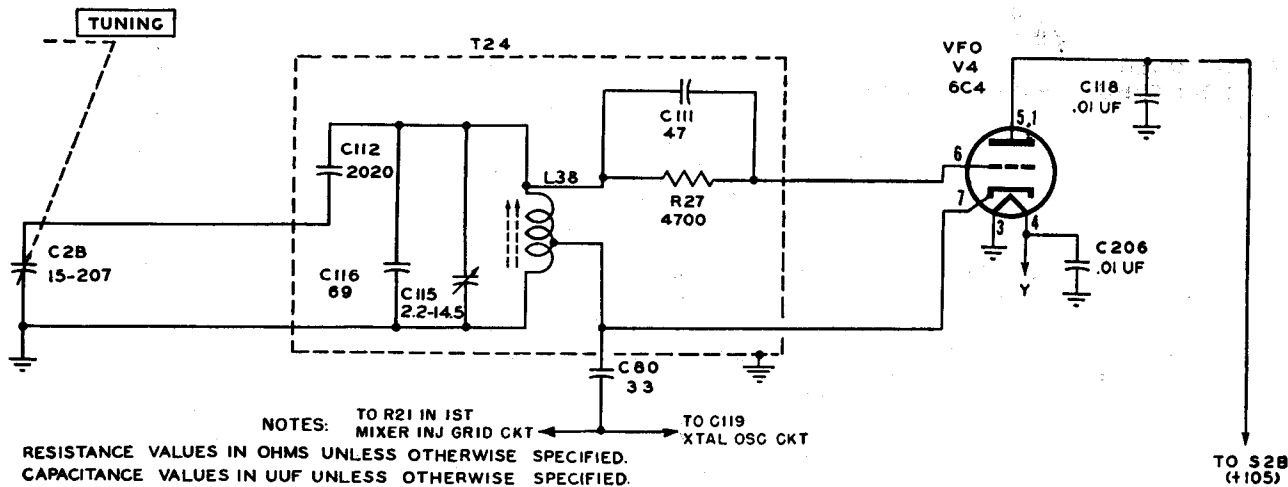 TUNING
T24
VFO
V4
6C4
C118
.01 UF
C111
47
5,1
C112
2020
6
L38
R27
4700
7
3
4
C2B
15-207
C206
.01 UF
C116
69
C115
2.2-14.5
Y
C80
33
NOTES:
TO R21 IN 1ST
MIXER INJ GRID CKT
TO C119
XTAL OSC CKT
RESISTANCE VALUES IN OHMS UNLESS OTHERWISE SPECIFIED.
CAPACITANCE VALUES IN UUF UNLESS OTHERWISE SPECIFIED.
TO S2B
(+105)